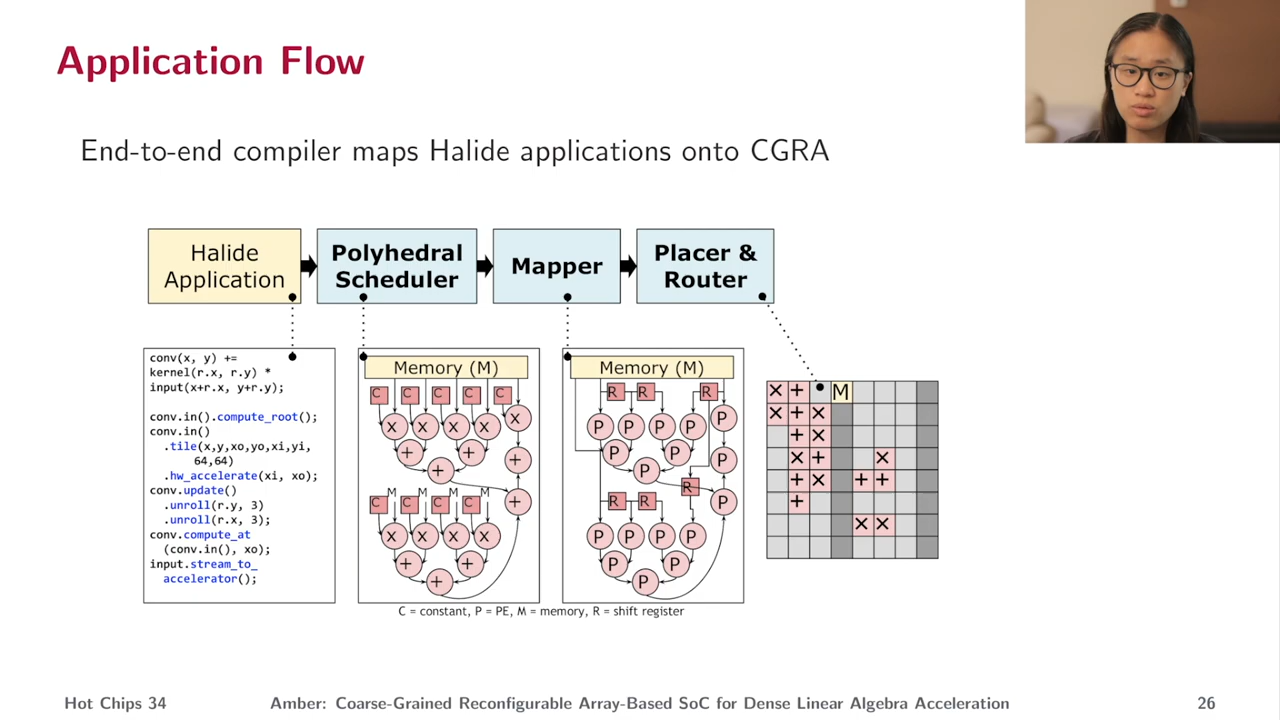 Application Flow
End-to-end compiler maps Halide applications onto CGRA
Halide
Application
Polyhedral
Scheduler
Mapper
Placer &
Router
conv(x, y) +=
kernel(r.x, r.y) *
input(x+r.x, y+r.y);
conv.in().compute_root();
conv.in()
.tile(x,y,xo,yo,xi,yi,
64,64)
.hw_accelerate(xi, xo);
conv.update()
.unroll(r.y, 3)
.unroll(r.x, 3);
conv.compute_at
(conv.in(), xo);
input.stream_to_
accelerator();
Memory (M)
C C C C C
x x x x x
+ + +
+
M M M M
C C C C +
x x x x
+ +
+
Memory (M)
R R R
P P P P P
P P P
P
R
R R P
P P P P
P P
P
× + M
× + ×
+ ×
× + ×
+ × + +
+
× ×
C = constant, P = PE, M = memory, R = shift register
Hot Chips 34
Amber: Coarse-Grained Reconfigurable Array-Based SoC for Dense Linear Algebra Acceleration
26